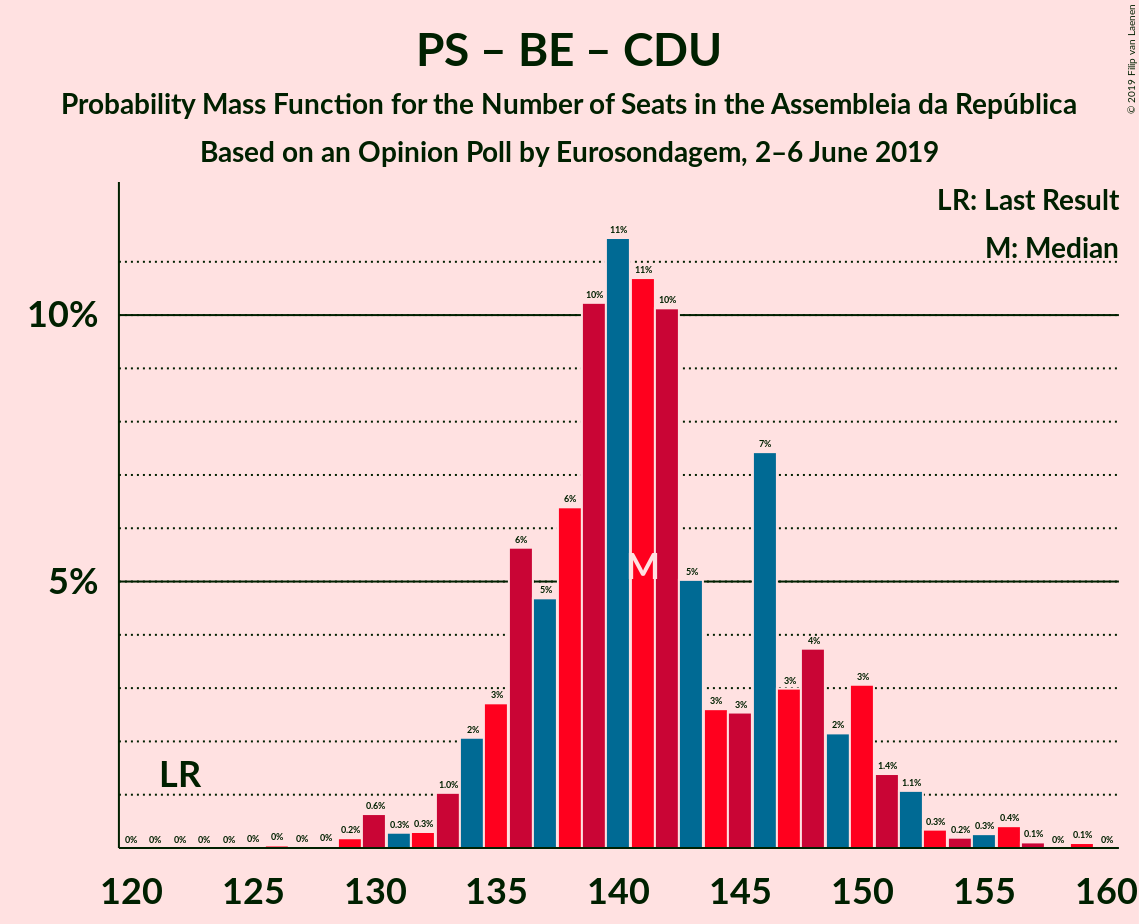 PS – BE – CDU
Probability Mass Function for the Number of Seats in the Assembleia da República
Based on an Opinion Poll by Eurosondagem, 2–6 June 2019
© 2019 Filip van Laenen
LR: Last Result
M: Median
10%
5%
LR
M
0% 0% 0% 0% 0% 0% 0% 0% 0% 0.2% 0.6% 0.3% 0.3% 1.0% 2% 3% 6% 5% 6% 10% 11% 11% 10% 5% 3% 3% 7% 3% 4% 2% 3% 1.4% 1.1% 0.3% 0.2% 0.3% 0.4% 0.1% 0% 0.1% 0%
120 125 130 135 140 145 150 155 160